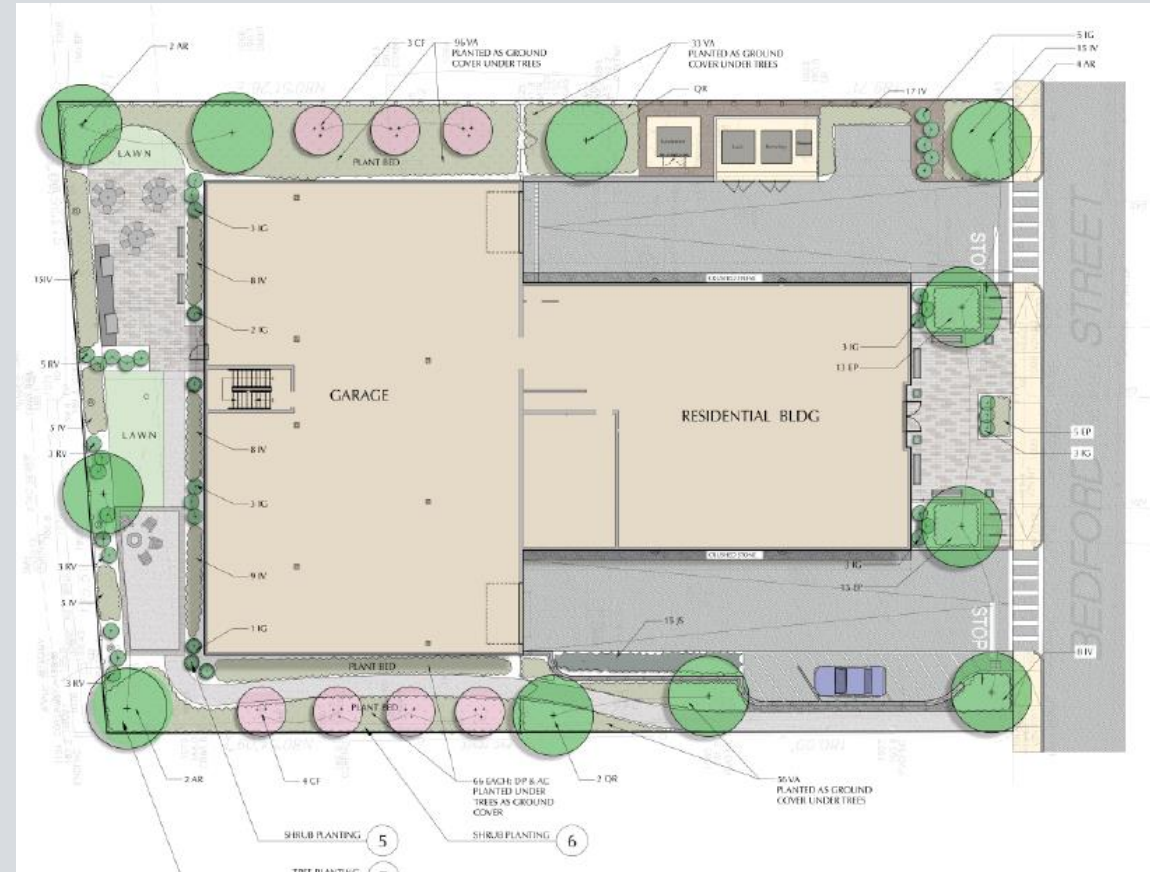 2 AR
3 CF
96 VA
PLANTED AS GROUND
COVER UNDER TREES
33 VA
PLANTED AS GROUND
COVER UNDER TREES
QR
5 IG
15 IV
4 AR
17 IV
LAWN
PLANT BED
3 IG
8 IV
2 IG
15 IV
5 RV
GARAGE
LAWN
5 IV
3 RV
8 IV
3 IG
3 RV
9 IV
5 IV
1 IG
3 RV
STOP
CRUSHED STONE
3 IG
13 EP
RESIDENTIAL BLDG
5 EP
3 IG
BEDFORD STREET
CRUSHED STONE
3 IG
13 EP
15 JS
STOP
8 IV
PLANT BED
PLANT BED
2 AR
4 CF
66 EACH: DP & AC
PLANTED UNDER
TREES AS GROUND
COVER
2 QR
56 VA
PLANTED AS GROUND
COVER UNDER TREES
SHRUB PLANTING 5
SHRUB PLANTING 6
TREE PLANTING